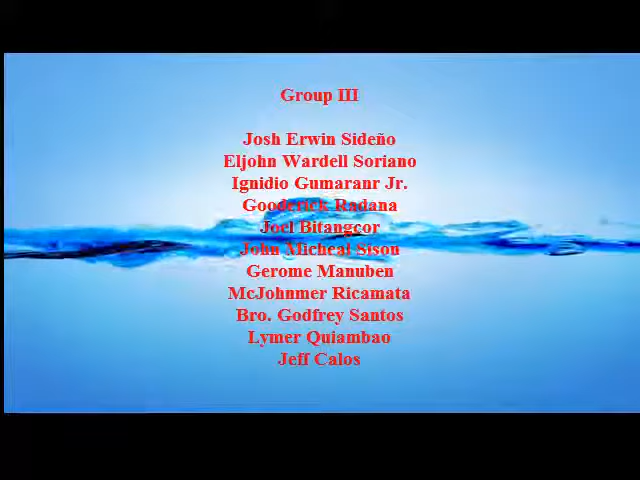 Group III
Josh Erwin Sideño
Eljohn Wardell Soriano
Ignidio Gumaranr Jr.
Gooderick Radana
Joel Bitangcor
John Micheal Sison
Gerome Manuben
McJohnmer Ricamata
Bro. Godfrey Santos
Lymer Quiambao
Jeff Calos